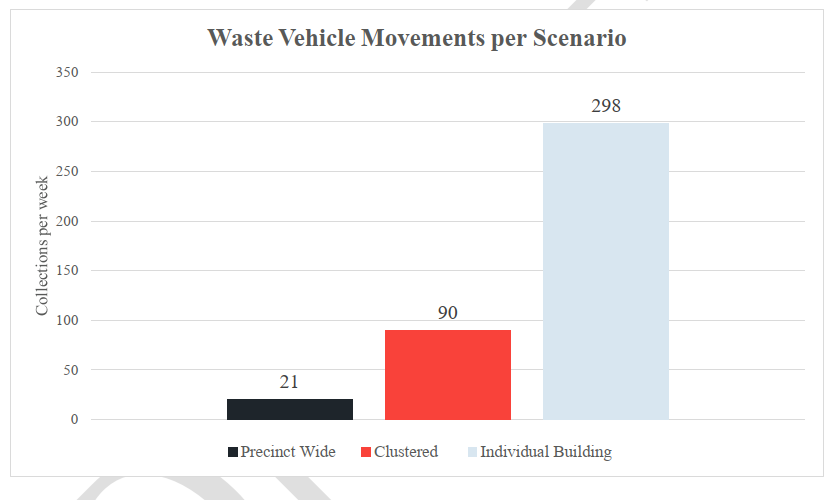 Waste Vehicle Movements per Scenario
350
300
250
200
150
100
50
0
Collections per week
21
90
298
Precinct Wide
Clustered
Individual Building